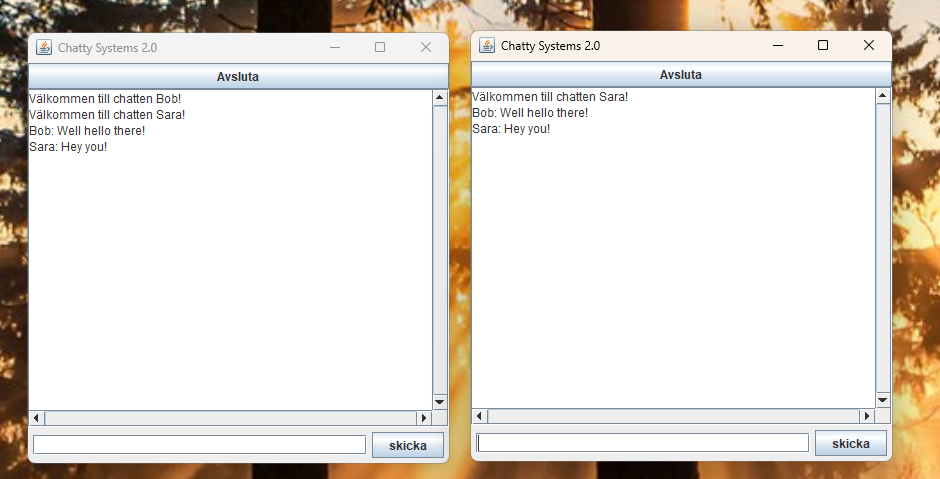 Chatty Systems 2.0
Avsluta
Välkommen till chatten Bob!
Välkommen till chatten Sara!
Bob: Well hello there!
Sara: Hey you!
skicka
Chatty Systems 2.0
Avsluta
Välkommen till chatten Sara!
Bob: Well hello there!
Sara: Hey you!
skicka